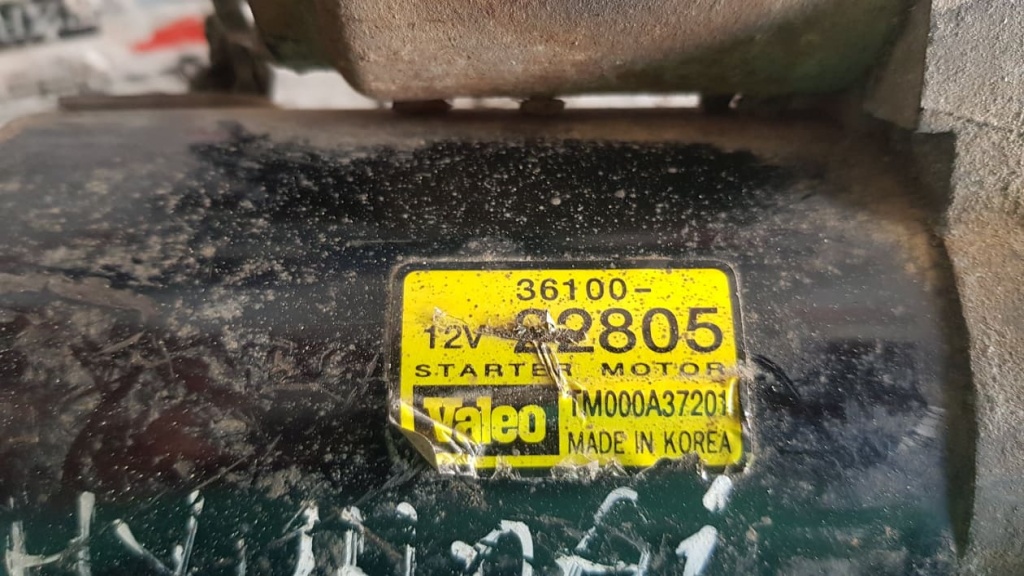 36100-
12V 22805
STARTER MOTOR
Valeo TM000A37201
MADE IN KOREA